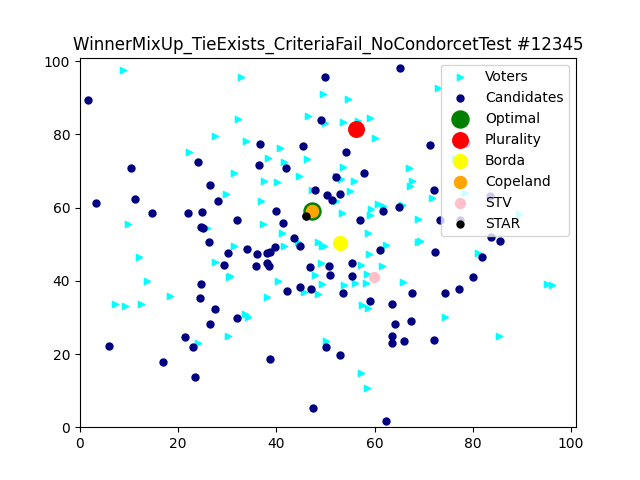 WinnerMixUp_TieExists_CriteriaFail_NoCondorcetTest #12345
100
80
60
40
20
0
0 20 40 60 80 100
Voters
Candidates
Optimal
Plurality
Borda
Copeland
STV
STAR